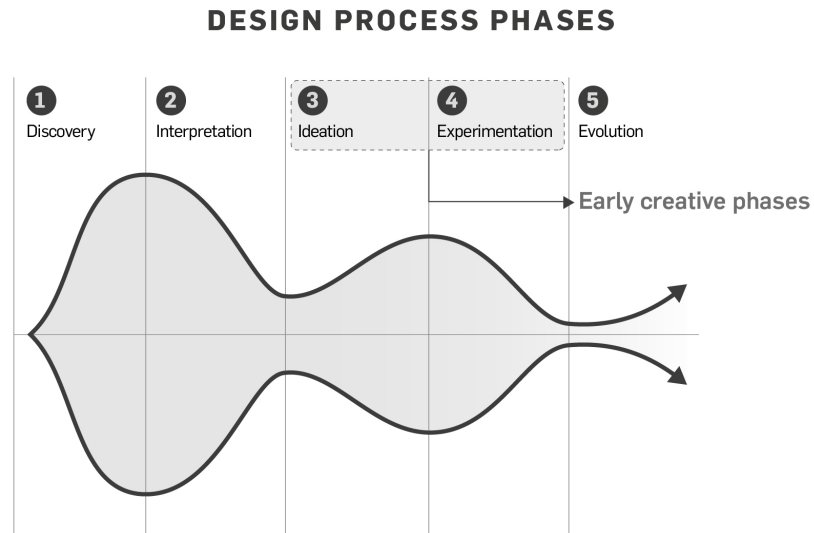 DESIGN PROCESS PHASES
1
Discovery
2
Interpretation
3
Ideation
4
Experimentation
5
Evolution
Early creative phases